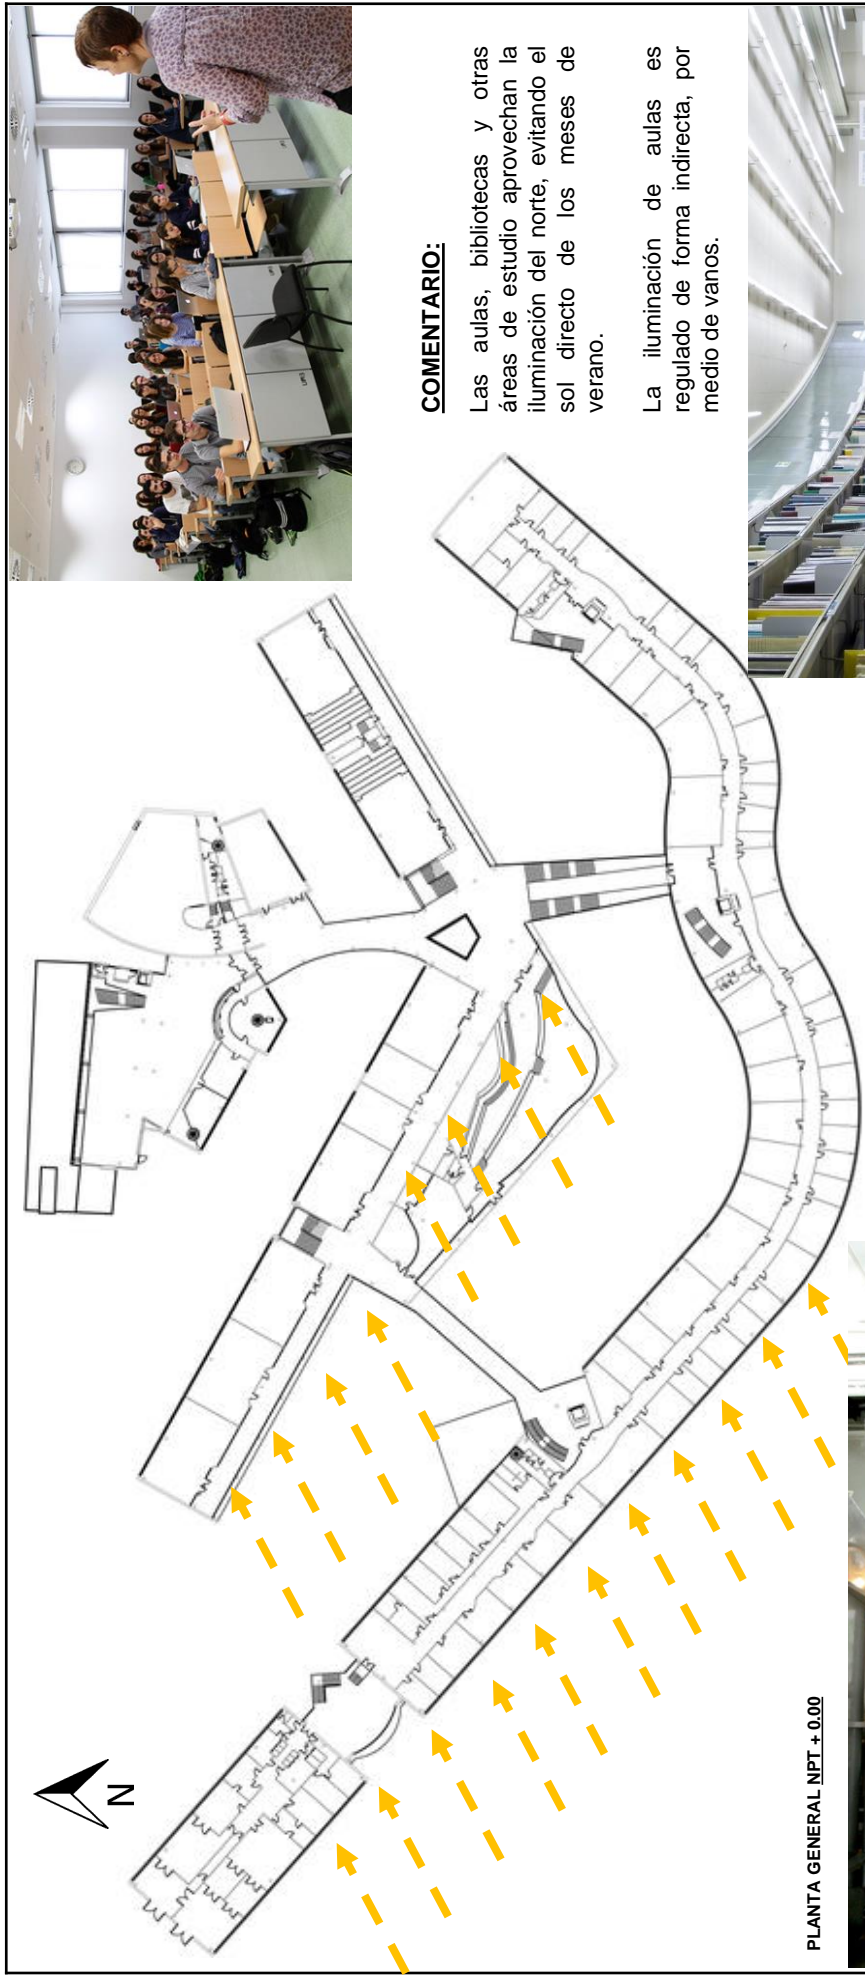 COMENTARIO:
Las aulas, bibliotecas y otras
áreas de estudio aprovechan la
iluminación del norte, evitando el
sol directo de los meses de
verano.
La iluminación de aulas es
regulado de forma indirecta, por
medio de vanos.
N
PLANTA GENERAL NPT + 0.00